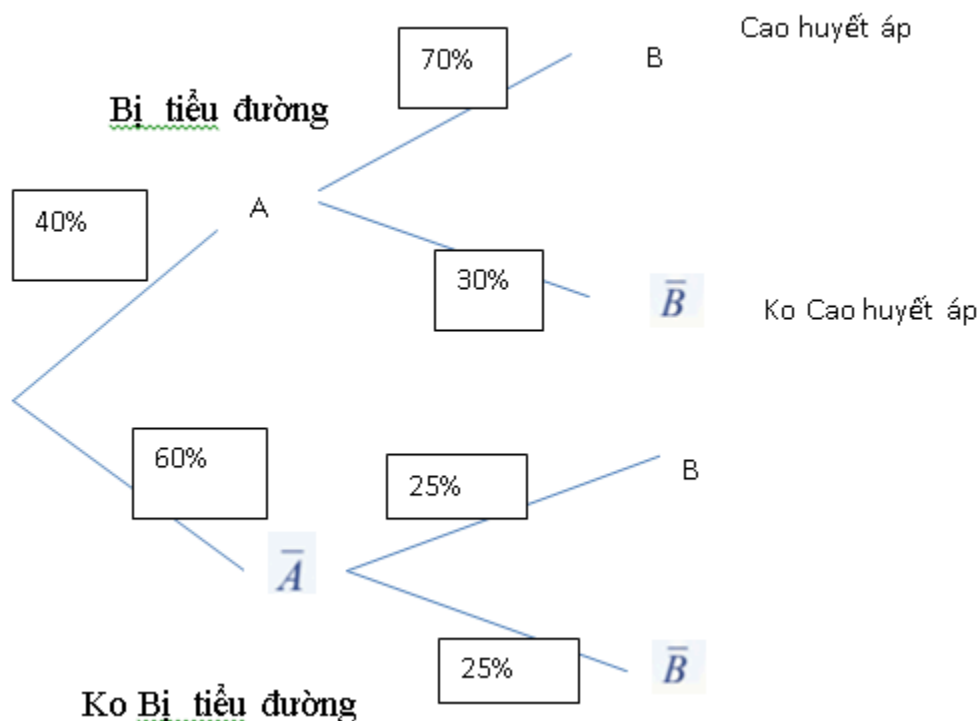 Cao huyết áp
70%
B
Bị tiểu đường
40%
A
30%
B̅
Ko Cao huyết áp
60%
25%
B
A̅
25%
B̅
Ko Bị tiểu đường